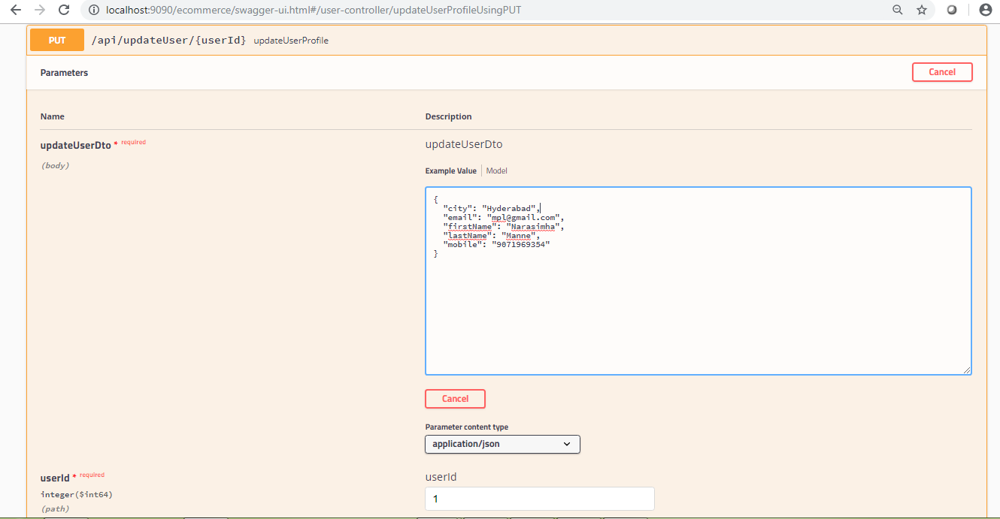 localhost:9090/ecommerce/swagger-ui.html#/user-controller/updateUserProfileUsingPUT
PUT /api/updateUser/{userId} updateUserProfile
Parameters Cancel
Name Description
updateUserDto * required updateUserDto
(body)
Example Value Model
{
"city": "Hyderabad",
"email": "mpl@gmail.com",
"firstName": "Narasimha",
"lastName": "Manne",
"mobile": "9071969354"
}
Cancel
Parameter content type
application/json
userId * required userId
integer($int64) 1
(path)